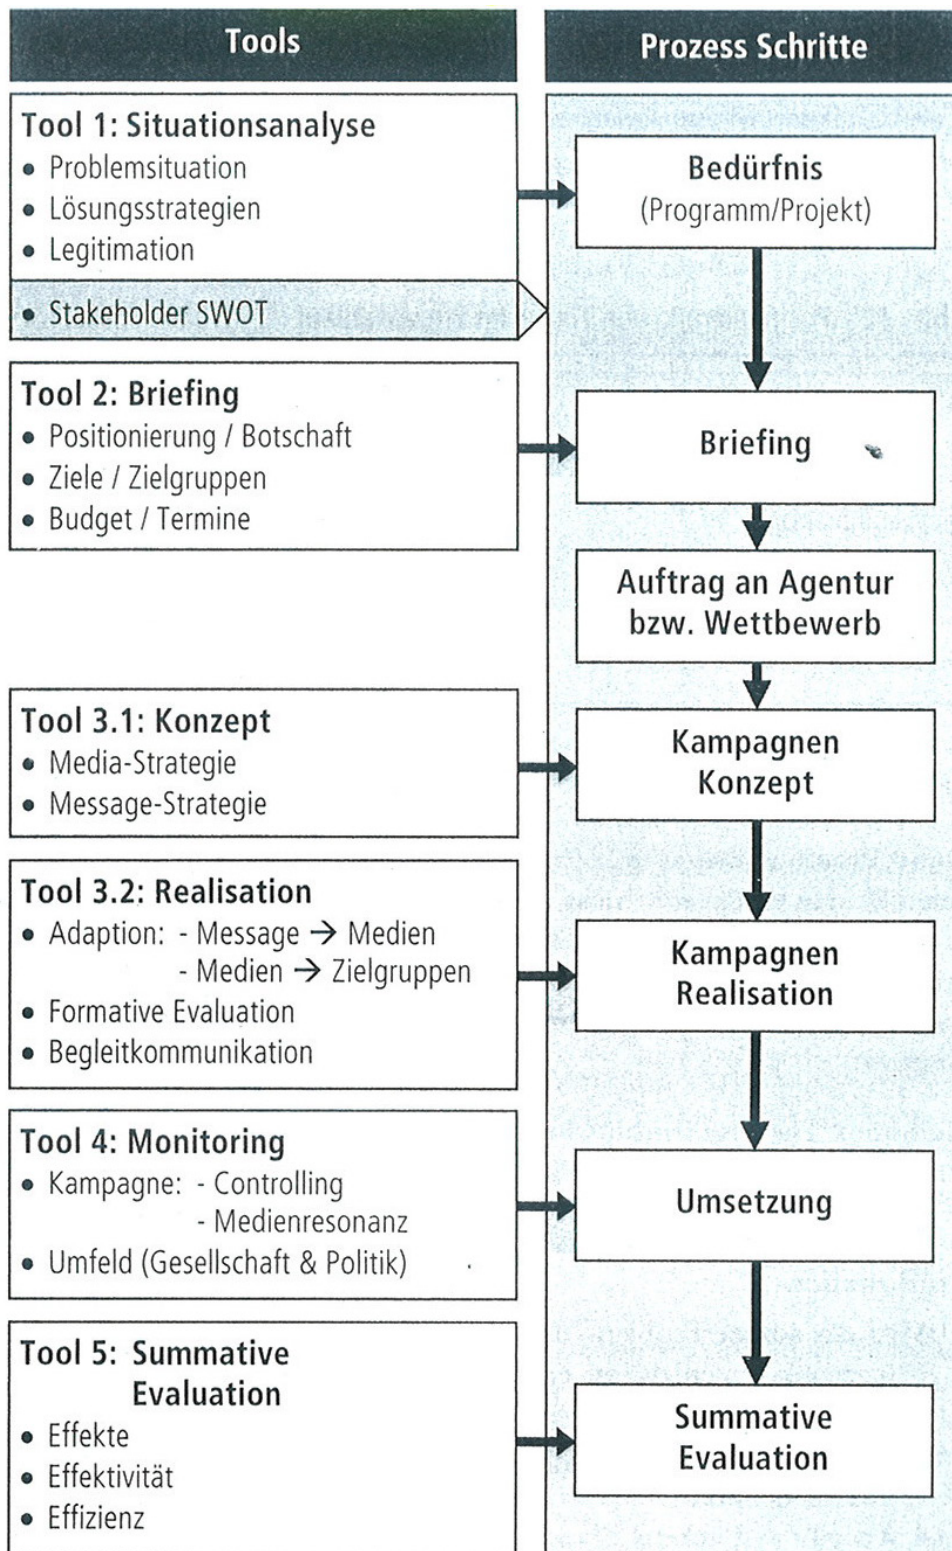 Tools
Tool 1: Situationsanalyse
• Problemsituation
• Lösungsstrategien
• Legitimation
• Stakeholder SWOT
Tool 2: Briefing
• Positionierung / Botschaft
• Ziele / Zielgruppen
• Budget / Termine
Tool 3.1: Konzept
• Media-Strategie
• Message-Strategie
Tool 3.2: Realisation
• Adaption: - Message → Medien
- Medien → Zielgruppen
• Formative Evaluation
• Begleitkommunikation
Tool 4: Monitoring
• Kampagne: - Controlling
- Medienresonanz
• Umfeld (Gesellschaft & Politik)
Tool 5: Summative
Evaluation
• Effekte
• Effektivität
• Effizienz
Prozess Schritte
Bedürfnis
(Programm/Projekt)
Briefing
Auftrag an Agentur
bzw. Wettbewerb
Kampagnen
Konzept
Kampagnen
Realisation
Umsetzung
Summative
Evaluation